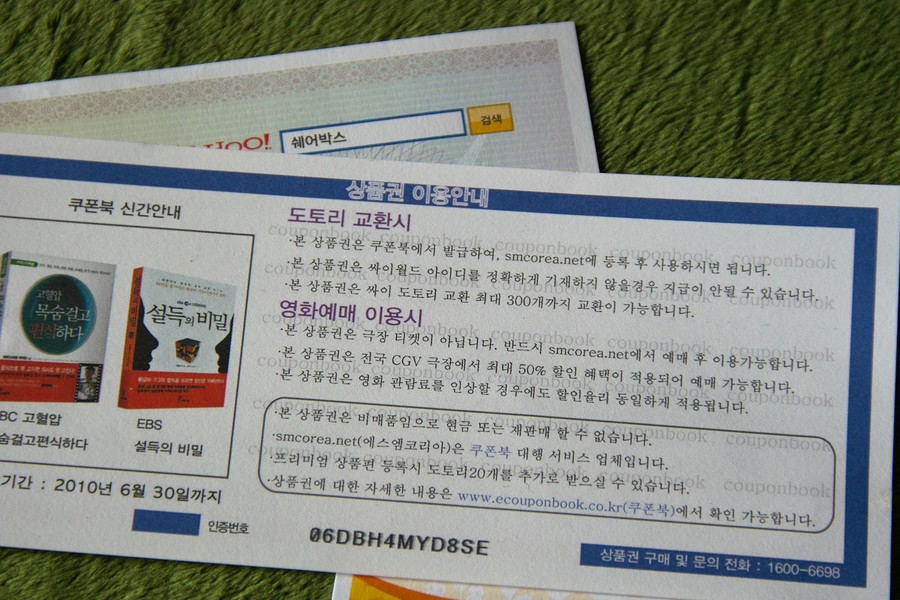 쉐어박스
검색
상품권 이용안내
쿠폰북 신간안내
고혈압
목숨걸고
편식하다
설득의 비밀
BC 고혈압
숨걸고편식하다
EBS
설득의 비밀
기간 : 2010년 6월 30일까지
인증번호
도토리 교환시
·본 상품권은 쿠폰북에서 발급하여, smcorea.net에 등록 후 사용하시면 됩니다.
·본 상품권은 싸이월드 아이디를 정확하게 기재하지 않을경우 지급이 안될 수 있습니다.
·본 상품권은 싸이 도토리 교환 최대 300개까지 교환이 가능합니다.
영화예매 이용시
·본 상품권은 극장 티켓이 아닙니다. 반드시 smcorea.net에서 예매 후 이용가능합니다.
·본 상품권은 전국 CGV 극장에서 최대 50% 할인 혜택이 적용되어 예매 가능합니다.
·본 상품권은 영화 관람료를 인상할 경우에도 할인율리 동일하게 적용됩니다.
·본 상품권은 비매품임으로 현금 또는 재판매 할 수 없습니다.
·smcorea.net(에스엠코리아)은 쿠폰북 대행 서비스 업체입니다.
·프리미엄 상품편 등록시 도토리20개를 추가로 받으실 수 있습니다.
·상품권에 대한 자세한 내용은 www.ecouponbook.co.kr(쿠폰북)에서 확인 가능합니다.
06DBH4MYD8SE
상품권 구매 및 문의 전화 : 1600-6698